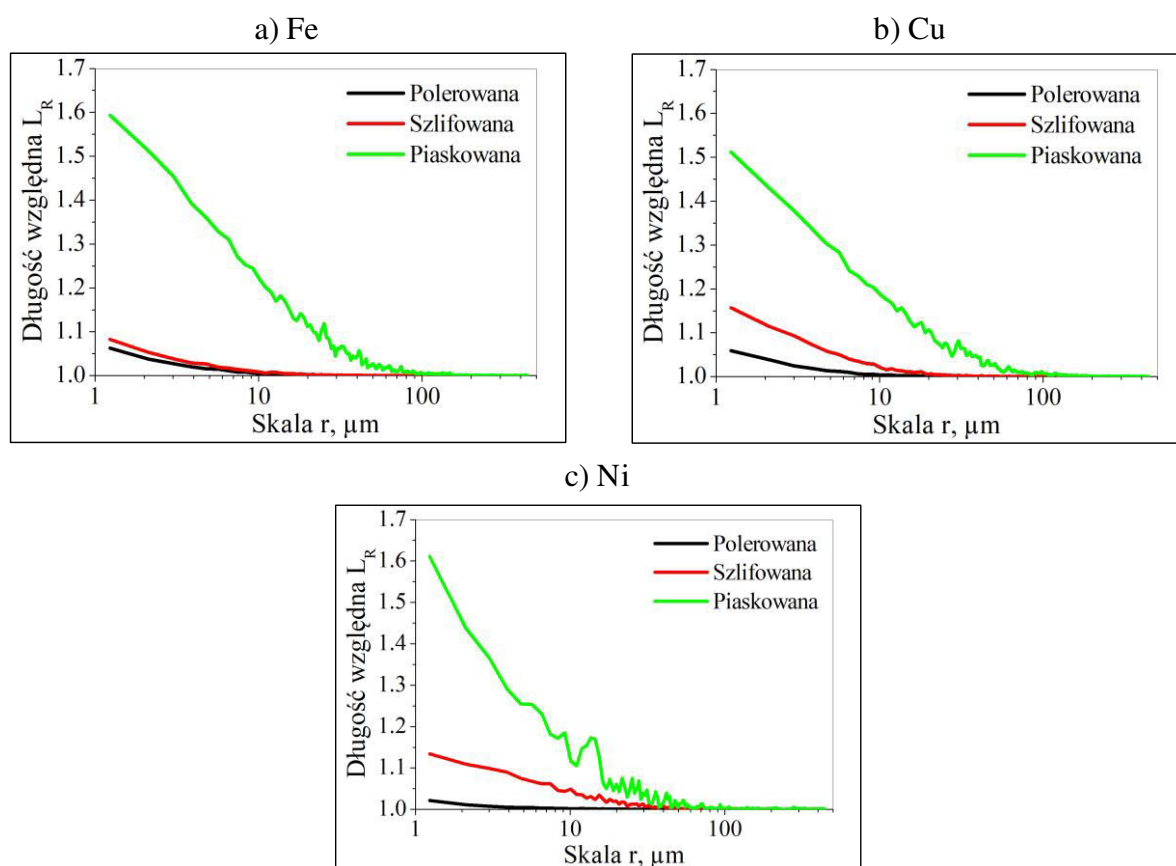 a) Fe
1.7
1.6
1.5
1.4
1.3
1.2
1.1
1.0
Długość względna L_R
1
10
100
Skala r, µm
Polerowana
Szlifowana
Piaskowana
b) Cu
1.7
1.6
1.5
1.4
1.3
1.2
1.1
1.0
Długość względna L_R
1
10
100
Skala r, µm
Polerowana
Szlifowana
Piaskowana
c) Ni
1.7
1.6
1.5
1.4
1.3
1.2
1.1
1.0
Długość względna L_R
1
10
100
Skala r, µm
Polerowana
Szlifowana
Piaskowana